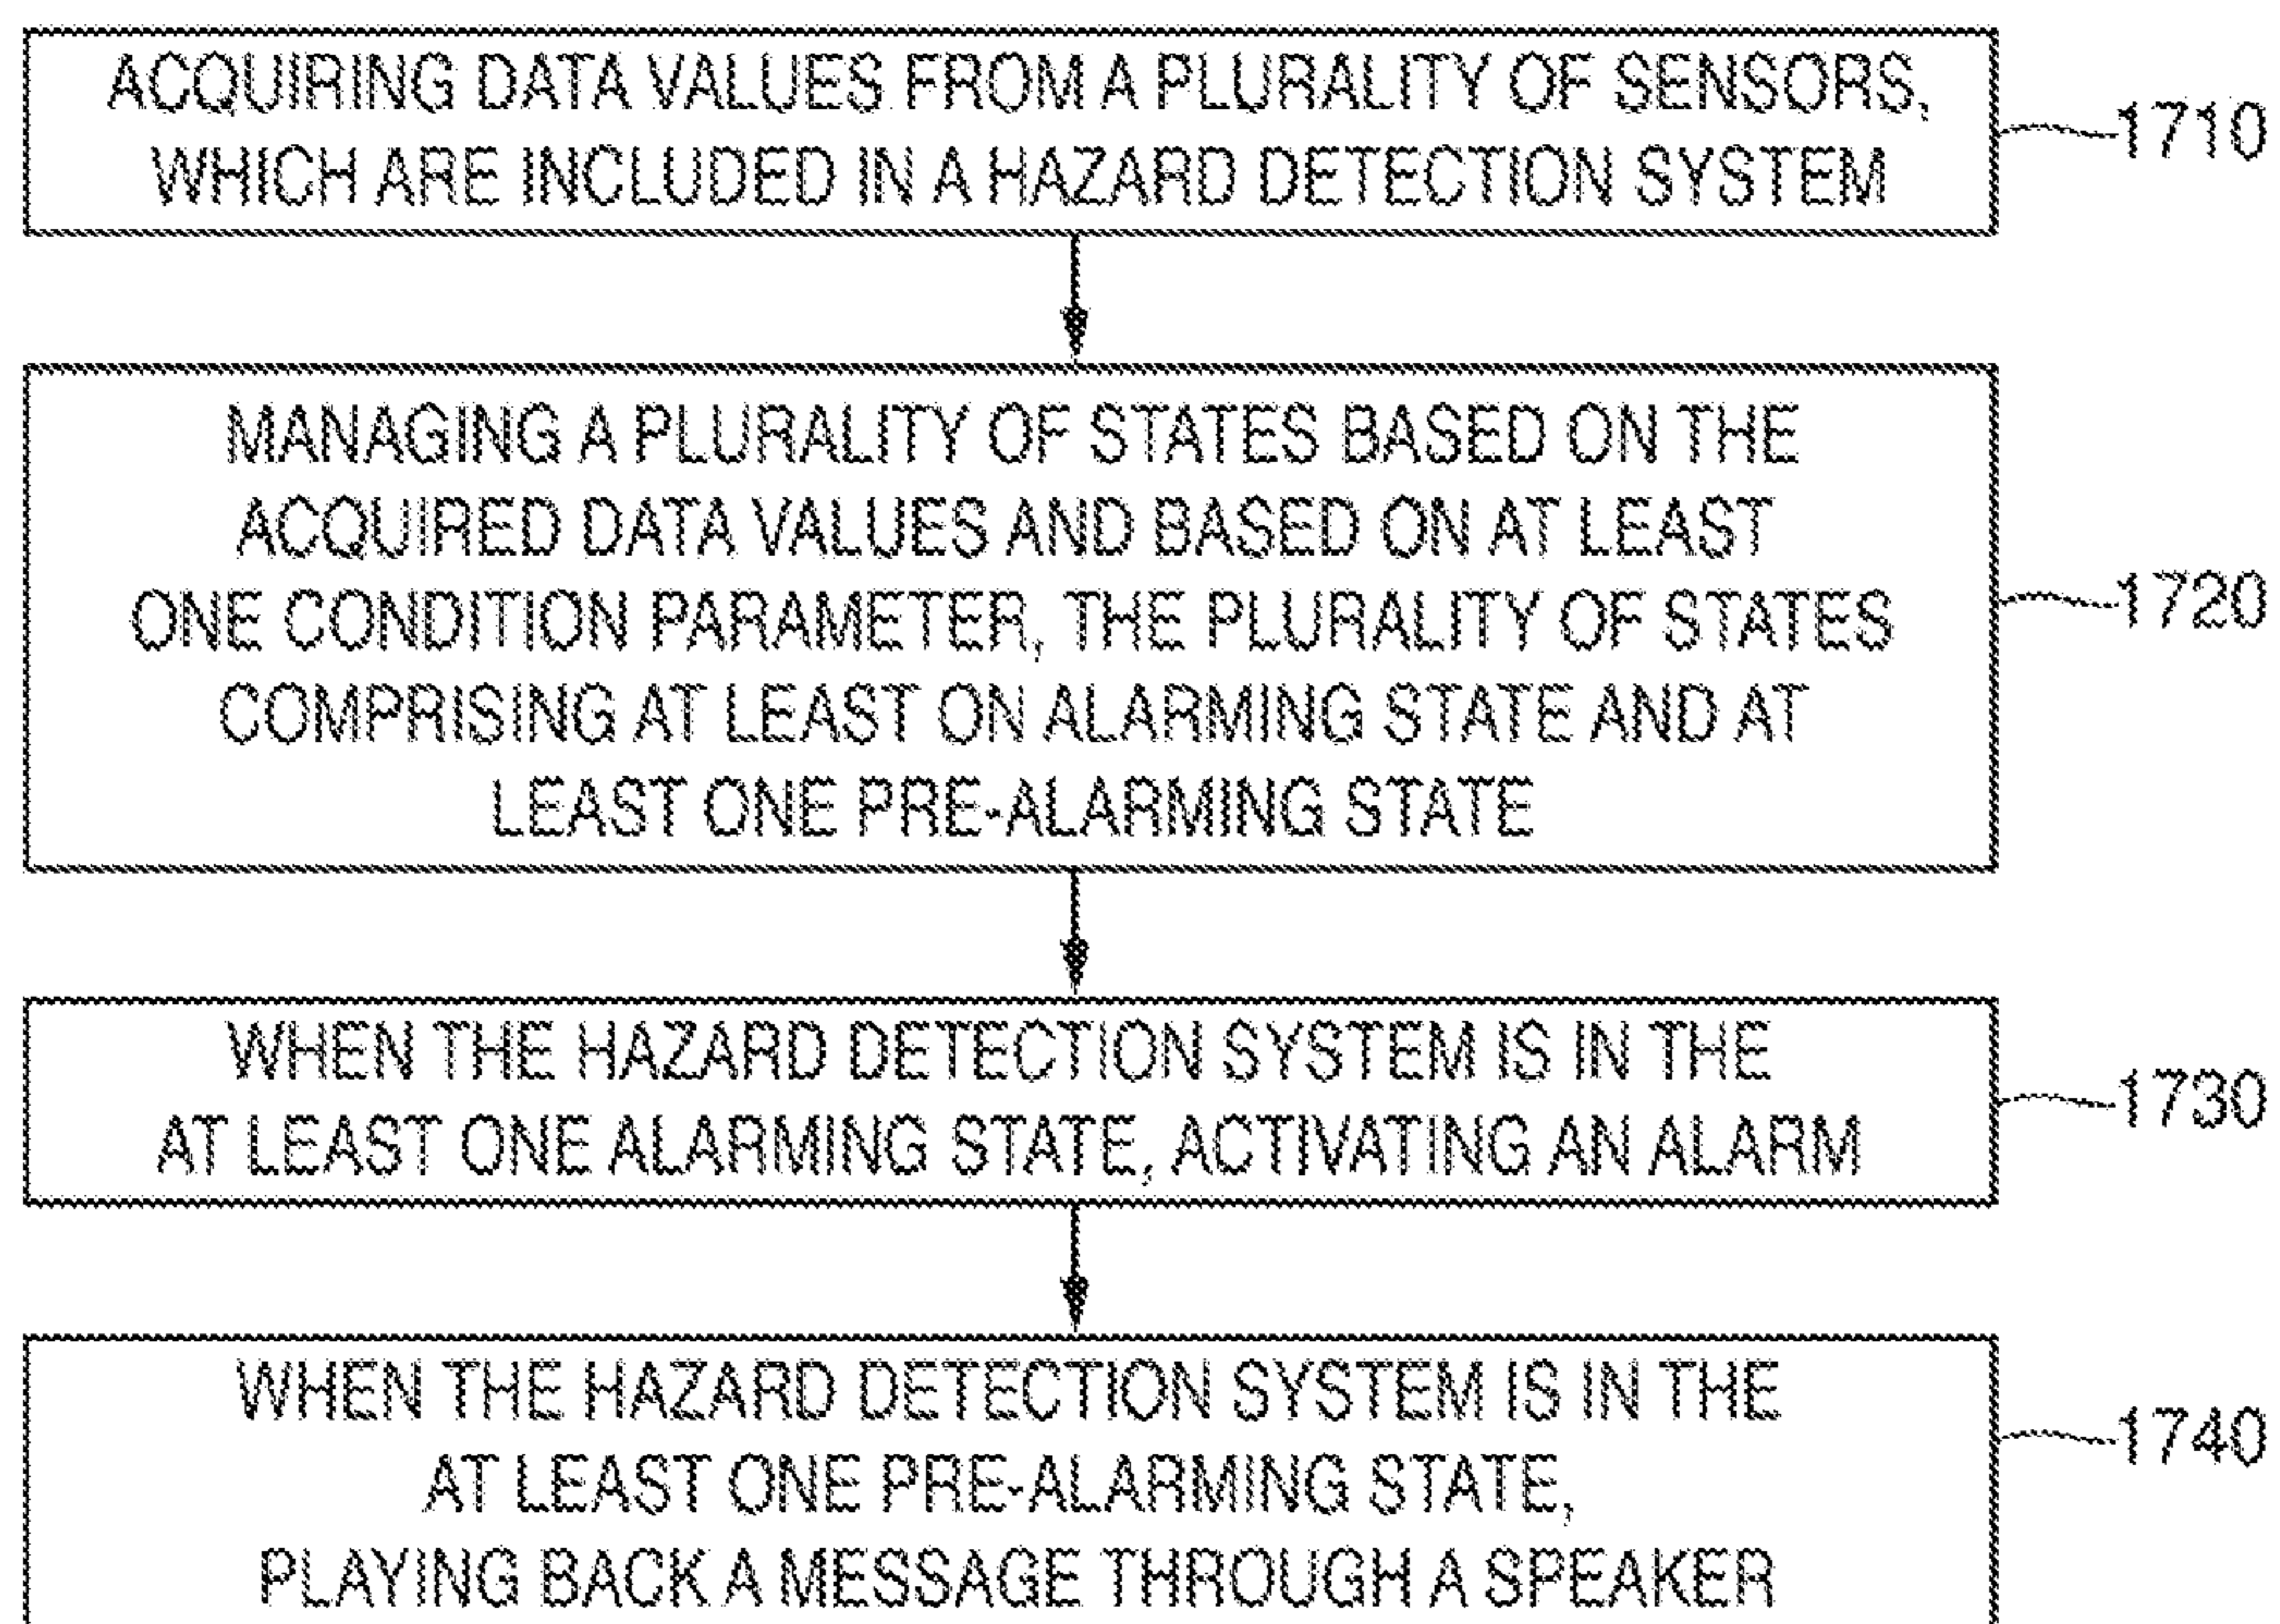 ACQUIRING DATA VALUES FROM A PLURALITY OF SENSORS,
WHICH ARE INCLUDED IN A HAZARD DETECTION SYSTEM
1710
MANAGING A PLURALITY OF STATES BASED ON THE
ACQUIRED DATA VALUES AND BASED ON AT LEAST
ONE CONDITION PARAMETER, THE PLURALITY OF STATES
COMPRISING AT LEAST ON ALARMING STATE AND AT
LEAST ONE PRE-ALARMING STATE
1720
WHEN THE HAZARD DETECTION SYSTEM IS IN THE
AT LEAST ONE ALARMING STATE, ACTIVATING AN ALARM
1730
WHEN THE HAZARD DETECTION SYSTEM IS IN THE
AT LEAST ONE PRE-ALARMING STATE,
PLAYING BACK A MESSAGE THROUGH A SPEAKER
1740